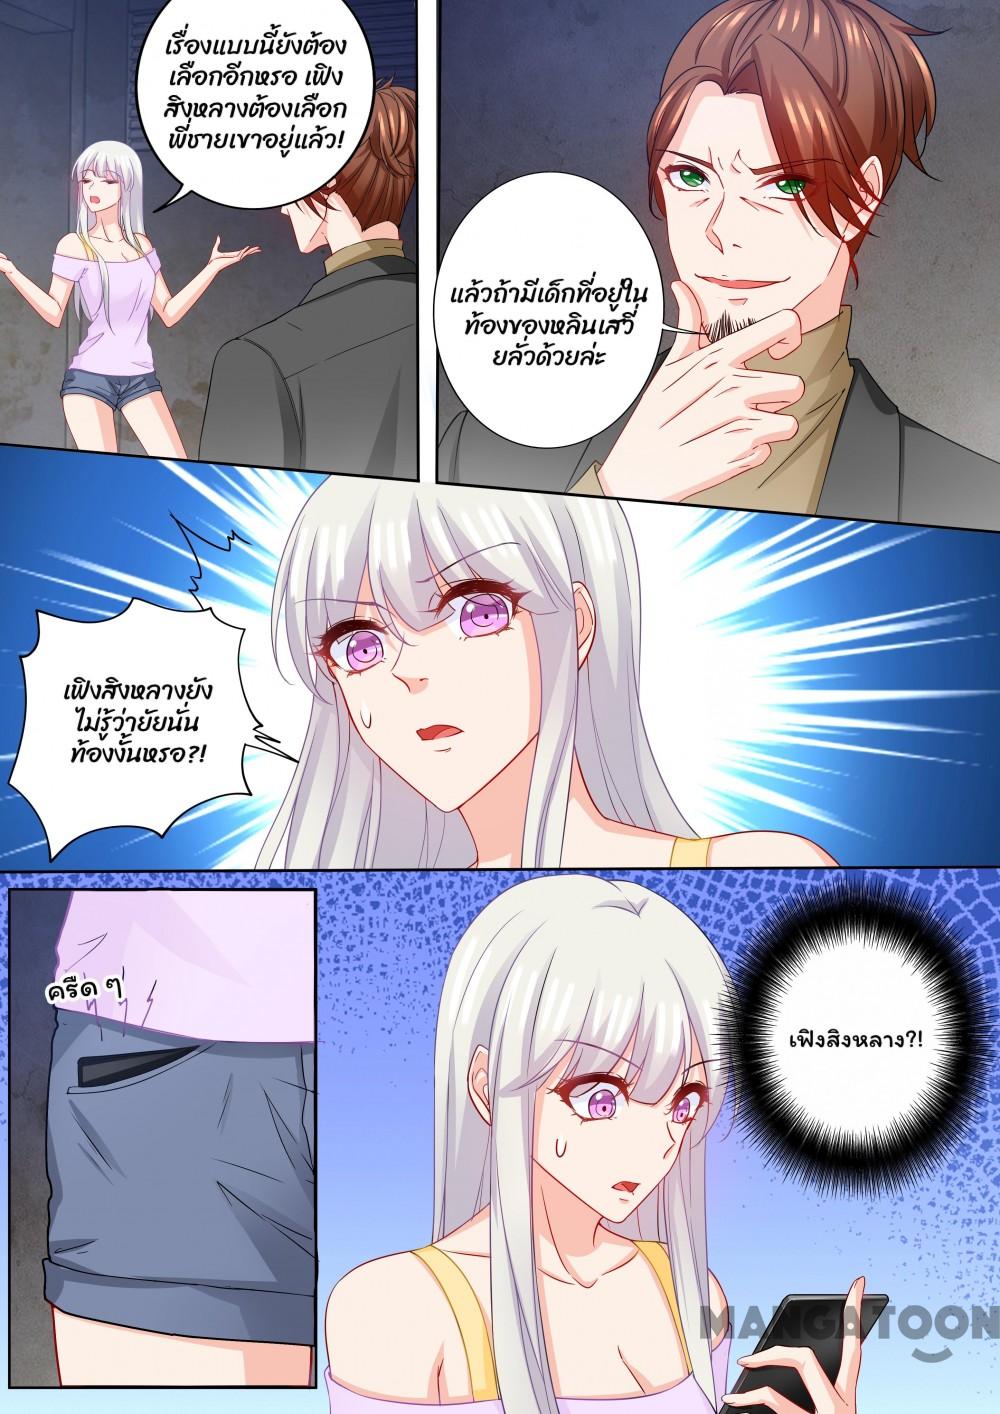 เรื่องแบบนี้ยังต้อง
เลือกอีกหรอ เฟิง
สิงหลางต้องเลือก
พี่ชายเขาอยู่แล้ว!
แล้วถ้ามีเด็กที่อยู่ใน
ท้องของหลินเสวี่
ยลั่วด้วยล่ะ
เฟิงสิงหลางยัง
ไม่รู้ว่ายัยนั่น
ท้องงั้นหรอ?!
ครืด ๆ
เฟิงสิงหลาง?!
MANGATOON